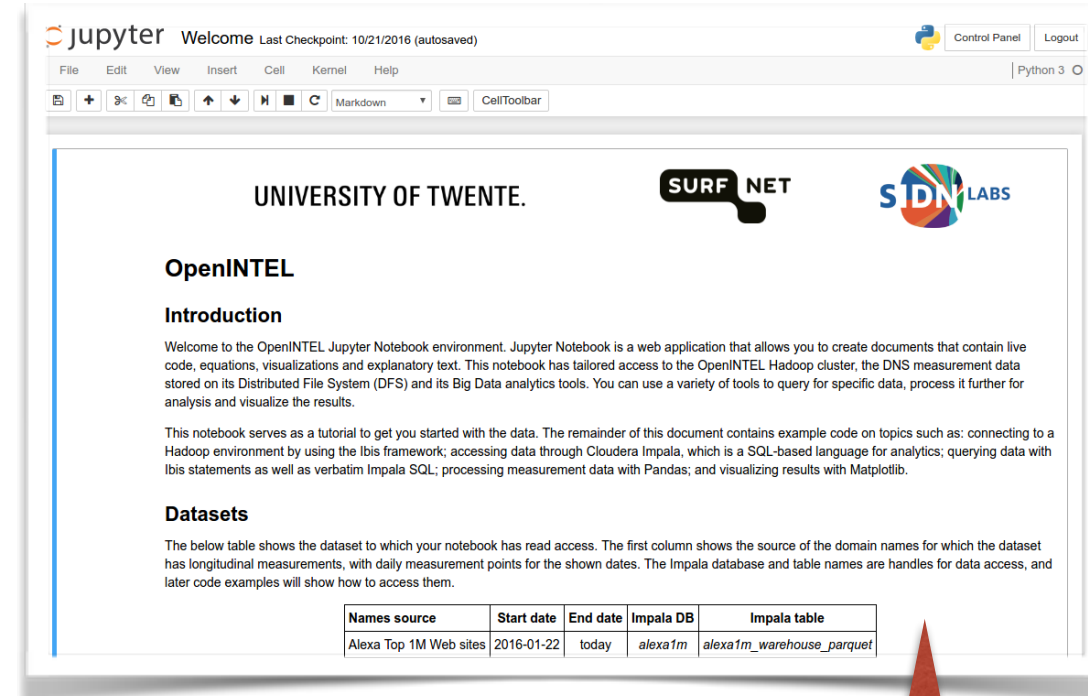 jupyter Welcome Last Checkpoint: 10/21/2016 (autosaved) Control Panel Logout
File Edit View Insert Cell Kernel Help Python 3
Markdown CellToolbar
UNIVERSITY OF TWENTE. SURF NET SIDN LABS
OpenINTEL
Introduction
Welcome to the OpenINTEL Jupyter Notebook environment. Jupyter Notebook is a web application that allows you to create documents that contain live
code, equations, visualizations and explanatory text. This notebook has tailored access to the OpenINTEL Hadoop cluster, the DNS measurement data
stored on its Distributed File System (DFS) and its Big Data analytics tools. You can use a variety of tools to query for specific data, process it further for
analysis and visualize the results.
This notebook serves as a tutorial to get you started with the data. The remainder of this document contains example code on topics such as: connecting to a
Hadoop environment by using the Ibis framework; accessing data through Cloudera Impala, which is a SQL-based language for analytics; querying data with
Ibis statements as well as verbatim Impala SQL; processing measurement data with Pandas; and visualizing results with Matplotlib.
Datasets
The below table shows the dataset to which your notebook has read access. The first column shows the source of the domain names for which the dataset
has longitudinal measurements, with daily measurement points for the shown dates. The Impala database and table names are handles for data access, and
later code examples will show how to access them.
Names source Start date End date Impala DB Impala table
Alexa Top 1M Web sites 2016-01-22 today alexa1m alexa1m_warehouse_parquet